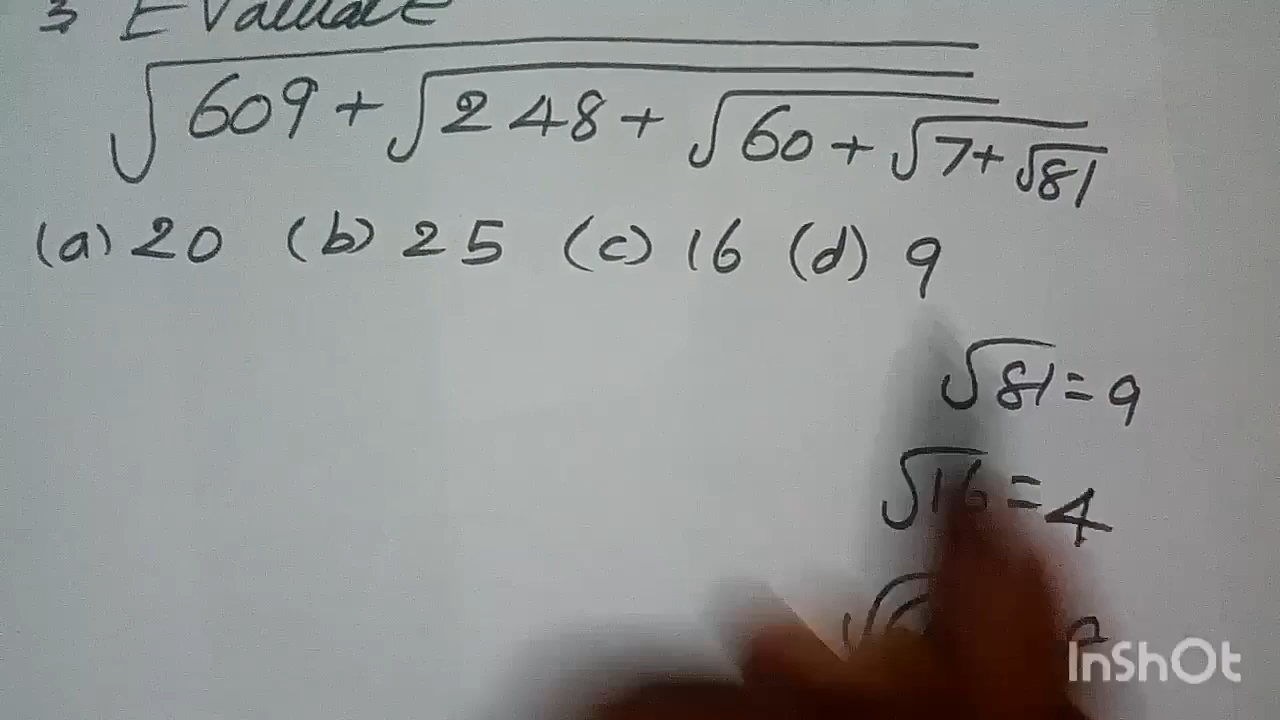 3 Evaluate
√609 + √248 + √60 + √7 + √81
(a) 20 (b) 25 (c) 16 (d) 9
√81 = 9
√16 = 4
InShOt